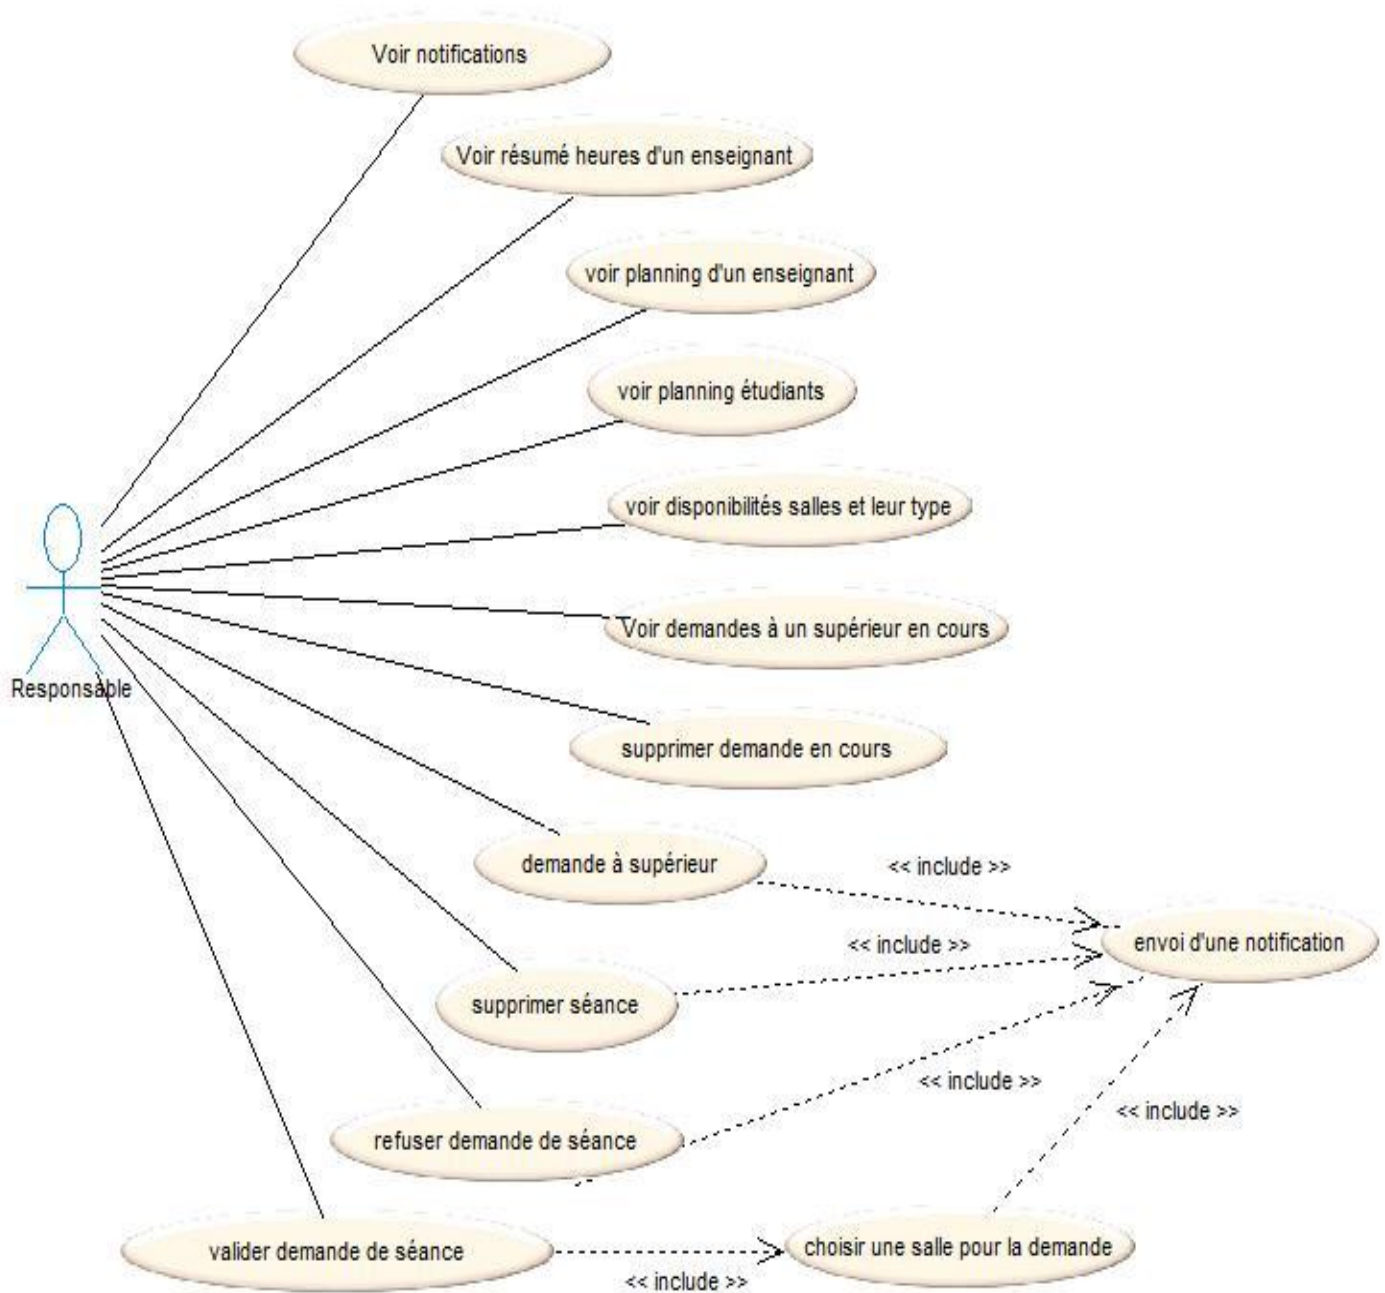 Voir notifications
Voir résumé heures d'un enseignant
voir planning d'un enseignant
voir planning étudiants
voir disponibilités salles et leur type
Voir demandes à un supérieur en cours
Responsable
supprimer demande en cours
demande à supérieur
<< include >>
envoi d'une notification
<< include >>
supprimer séance
<< include >>
<< include >>
refuser demande de séance
valider demande de séance
choisir une salle pour la demande
<< include >>